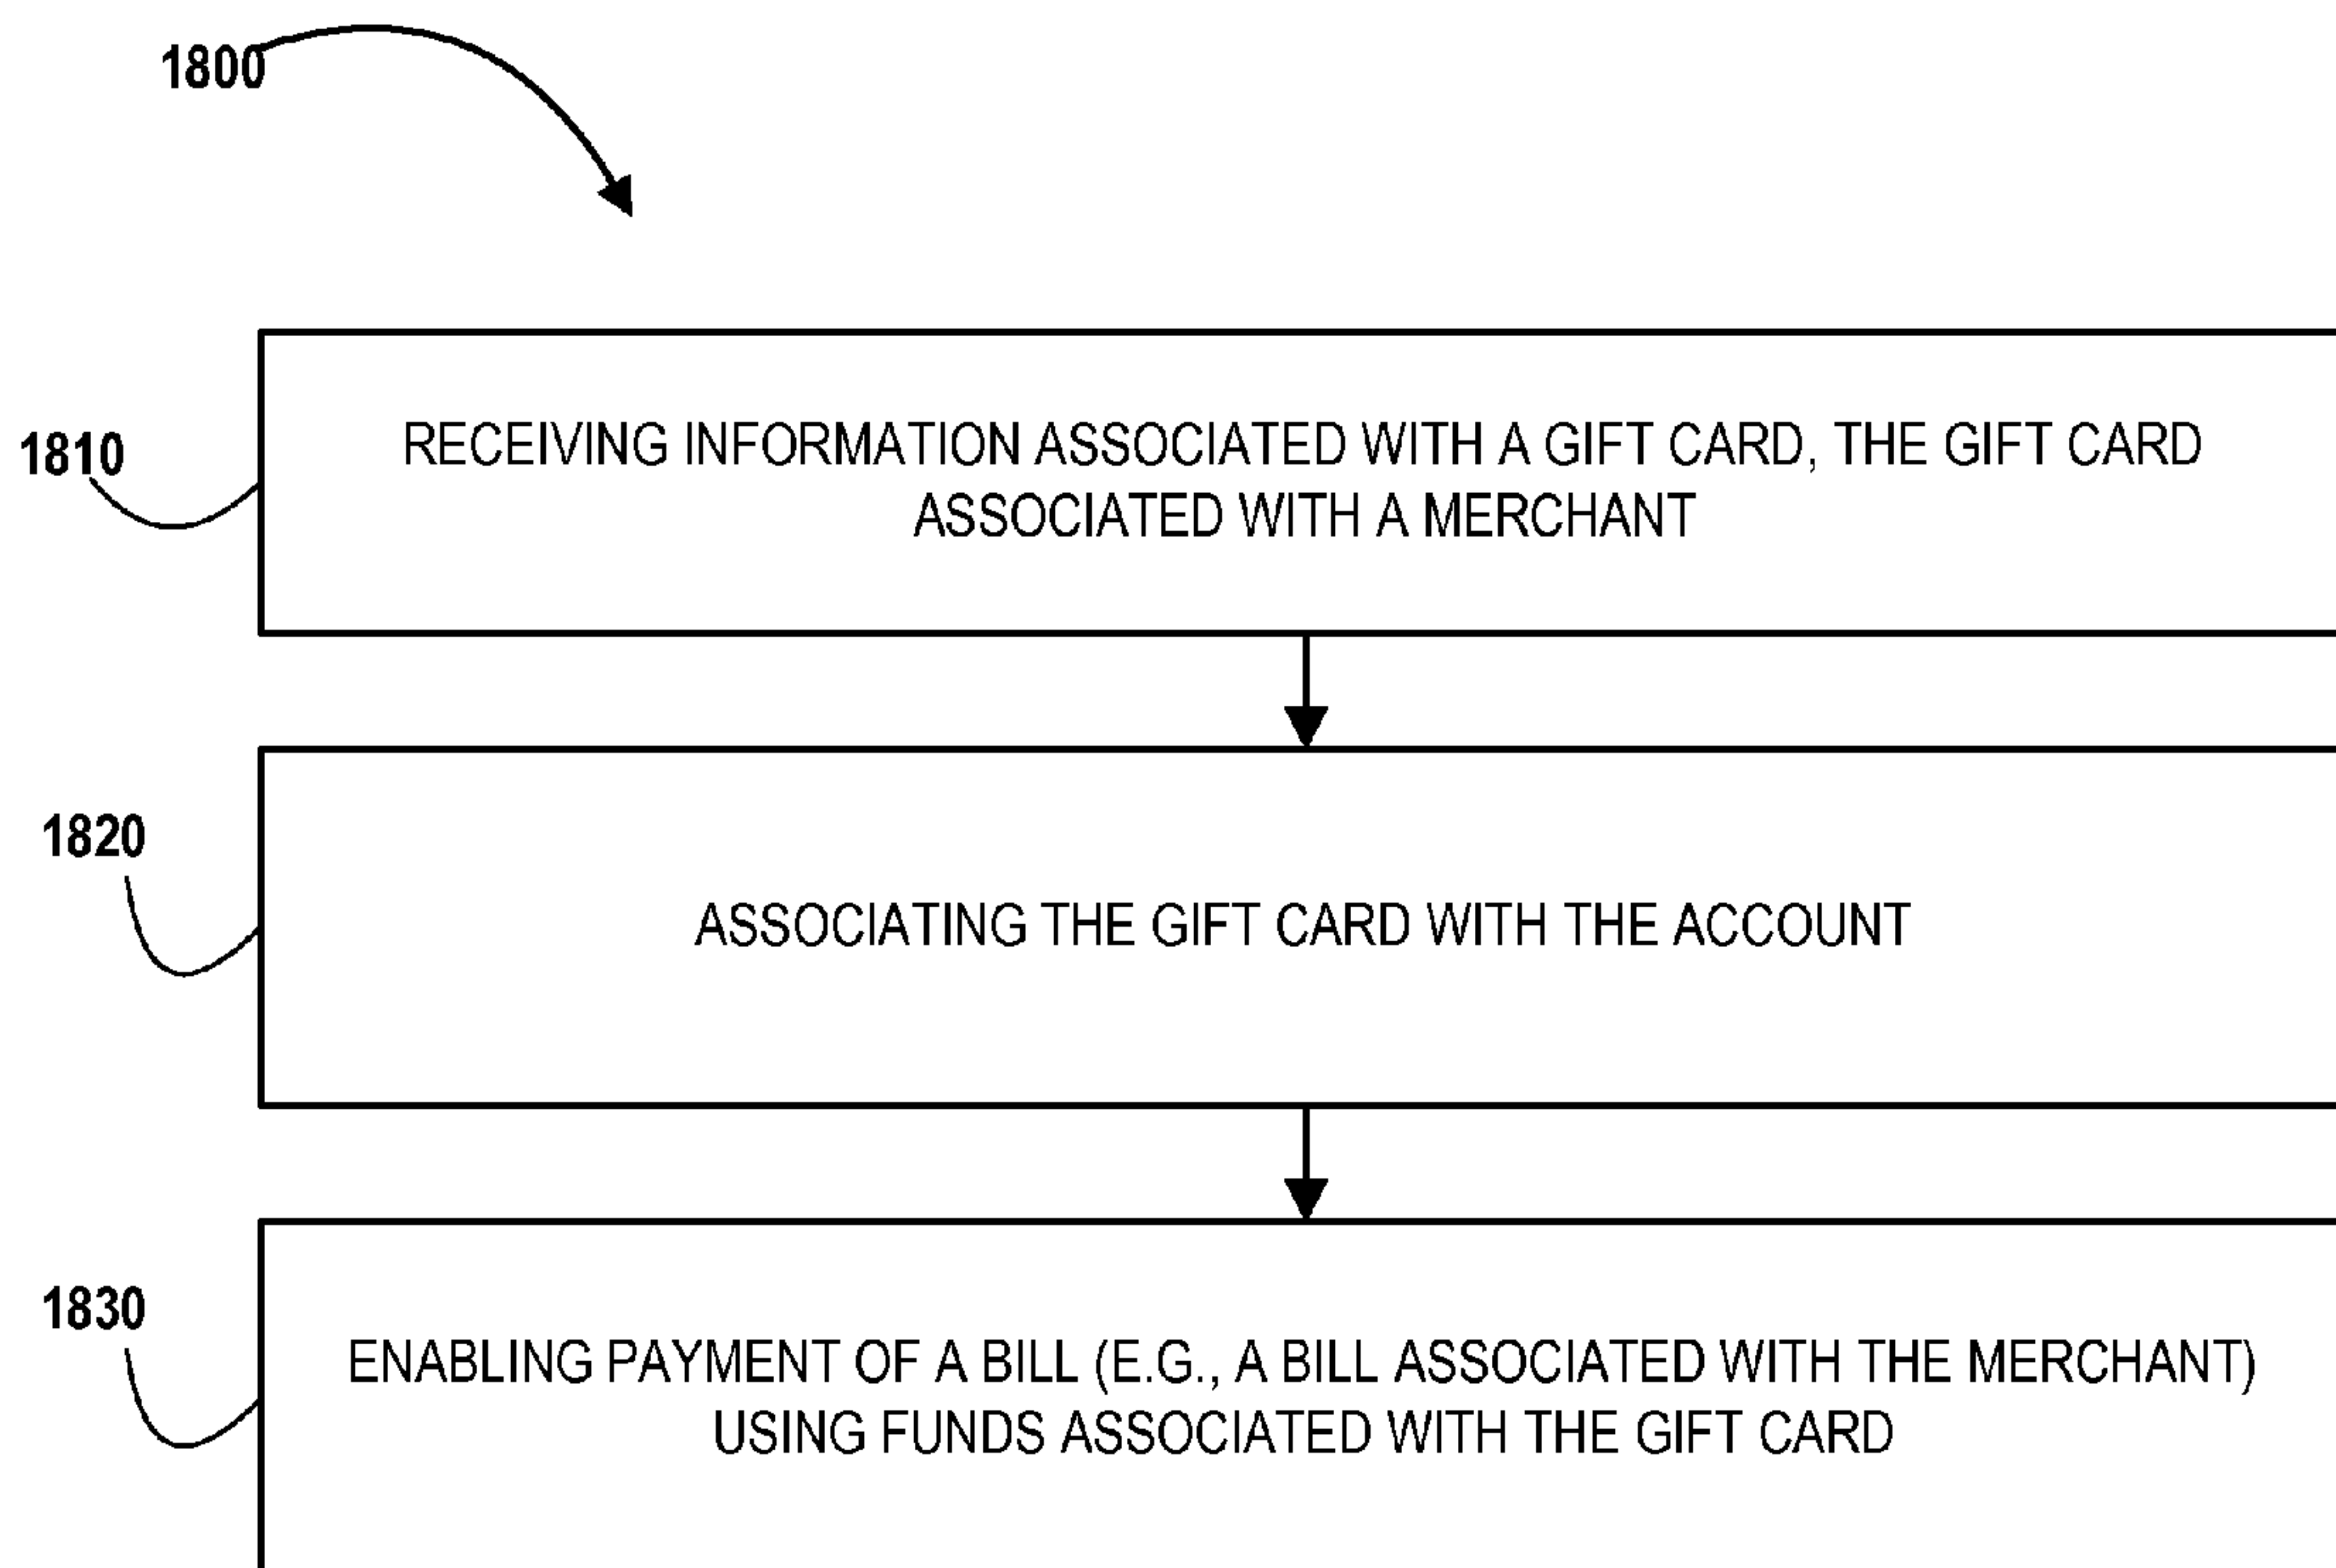 1800
1810
RECEIVING INFORMATION ASSOCIATED WITH A GIFT CARD, THE GIFT CARD
ASSOCIATED WITH A MERCHANT
1820
ASSOCIATING THE GIFT CARD WITH THE ACCOUNT
1830
ENABLING PAYMENT OF A BILL (E.G., A BILL ASSOCIATED WITH THE MERCHANT)
USING FUNDS ASSOCIATED WITH THE GIFT CARD